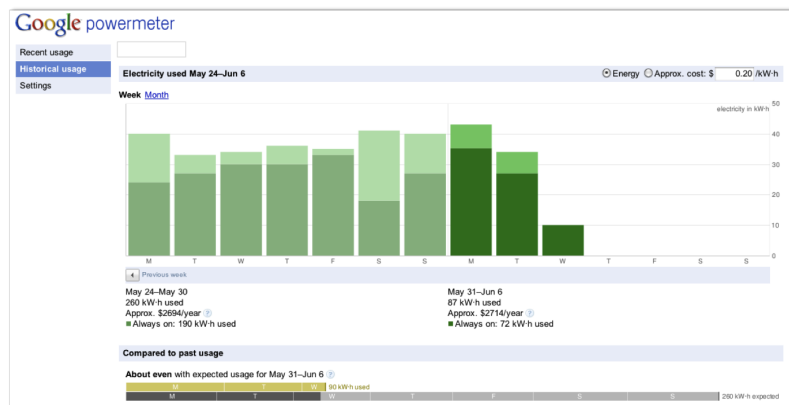 Google powermeter
Recent usage
Historical usage
Settings
Electricity used May 24–Jun 6
Energy Approx. cost: $ 0.20 /kW·h
Week Month
electricity in kW·h
50
40
30
20
10
0
M T W T F S S M T W T F S S
Previous week
May 24–May 30
260 kW·h used
Approx. $2694/year ?
Always on: 190 kW·h used
May 31–Jun 6
87 kW·h used
Approx. $2714/year ?
Always on: 72 kW·h used
Compared to past usage
About even with expected usage for May 31–Jun 6 ?
M T W 90 kW·h used
M T W T F S S 260 kW·h expected